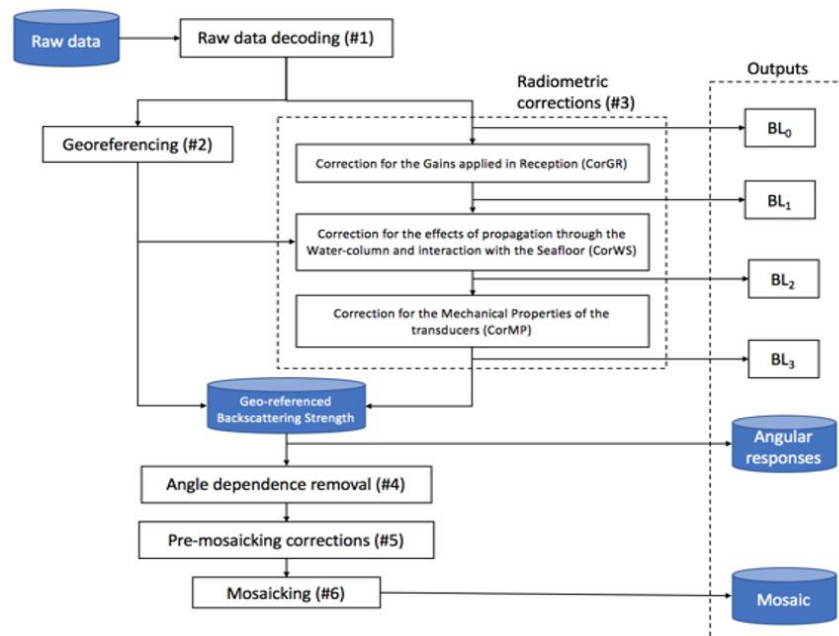 Raw data
Raw data decoding (#1)
Outputs
Radiometric
corrections (#3)
BL0
Georeferencing (#2)
Correction for the Gains applied in Reception (CorGR)
BL1
Correction for the effects of propagation through the
Water-column and interaction with the Seafloor (CorWS)
BL2
Correction for the Mechanical Properties of the
transducers (CorMP)
BL3
Geo-referenced
Backscattering Strength
Angular
responses
Angle dependence removal (#4)
Pre-mosaicking corrections (#5)
Mosaicking (#6)
Mosaic